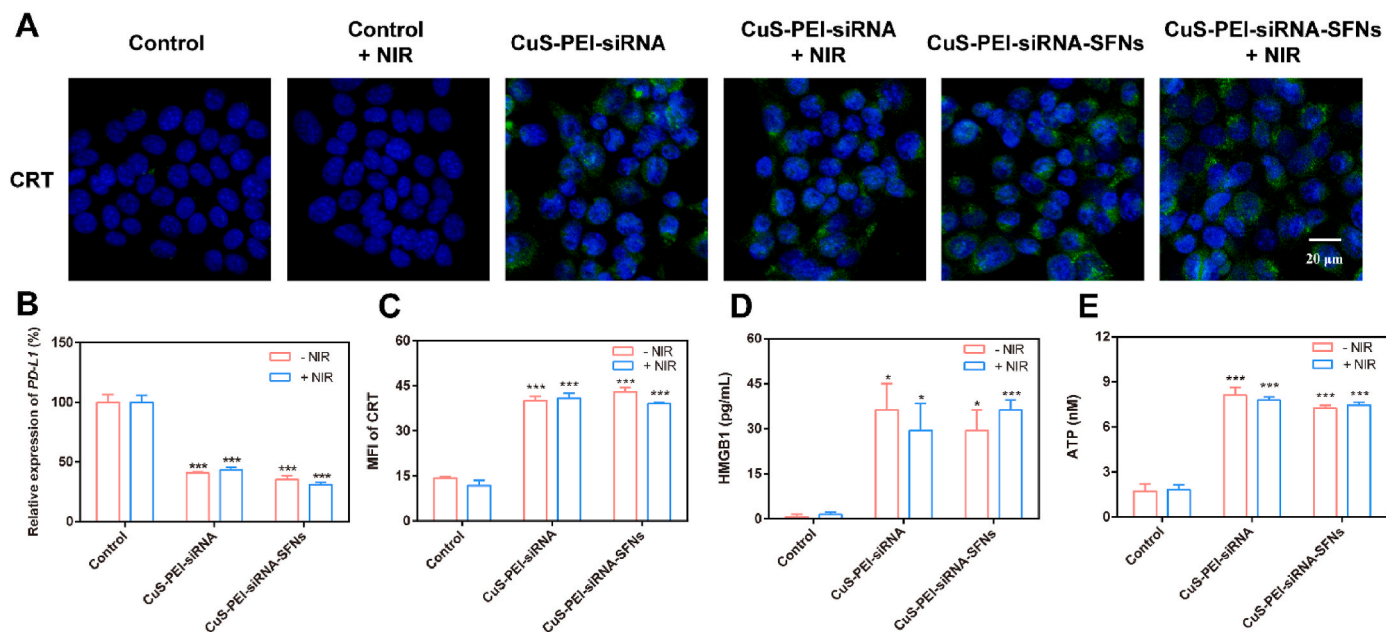 A
Control
Control
+ NIR
CuS-PEI-siRNA
CuS-PEI-siRNA
+ NIR
CuS-PEI-siRNA-SFNs
CuS-PEI-siRNA-SFNs
+ NIR
CRT
20 μm
B
Relative expression of PD-L1 (%)
150
100
50
0
- NIR
+ NIR
***
***
***
***
Control
CuS-PEI-siRNA
CuS-PEI-siRNA-SFNs
C
MFI of CRT
60
45
30
15
0
- NIR
+ NIR
***
***
***
***
Control
CuS-PEI-siRNA
CuS-PEI-siRNA-SFNs
D
HMGB1 (pg/mL)
60
45
30
15
0
- NIR
+ NIR
*
*
*
***
Control
CuS-PEI-siRNA
CuS-PEI-siRNA-SFNs
E
ATP (nM)
12
9
6
3
0
- NIR
+ NIR
***
***
***
***
Control
CuS-PEI-siRNA
CuS-PEI-siRNA-SFNs